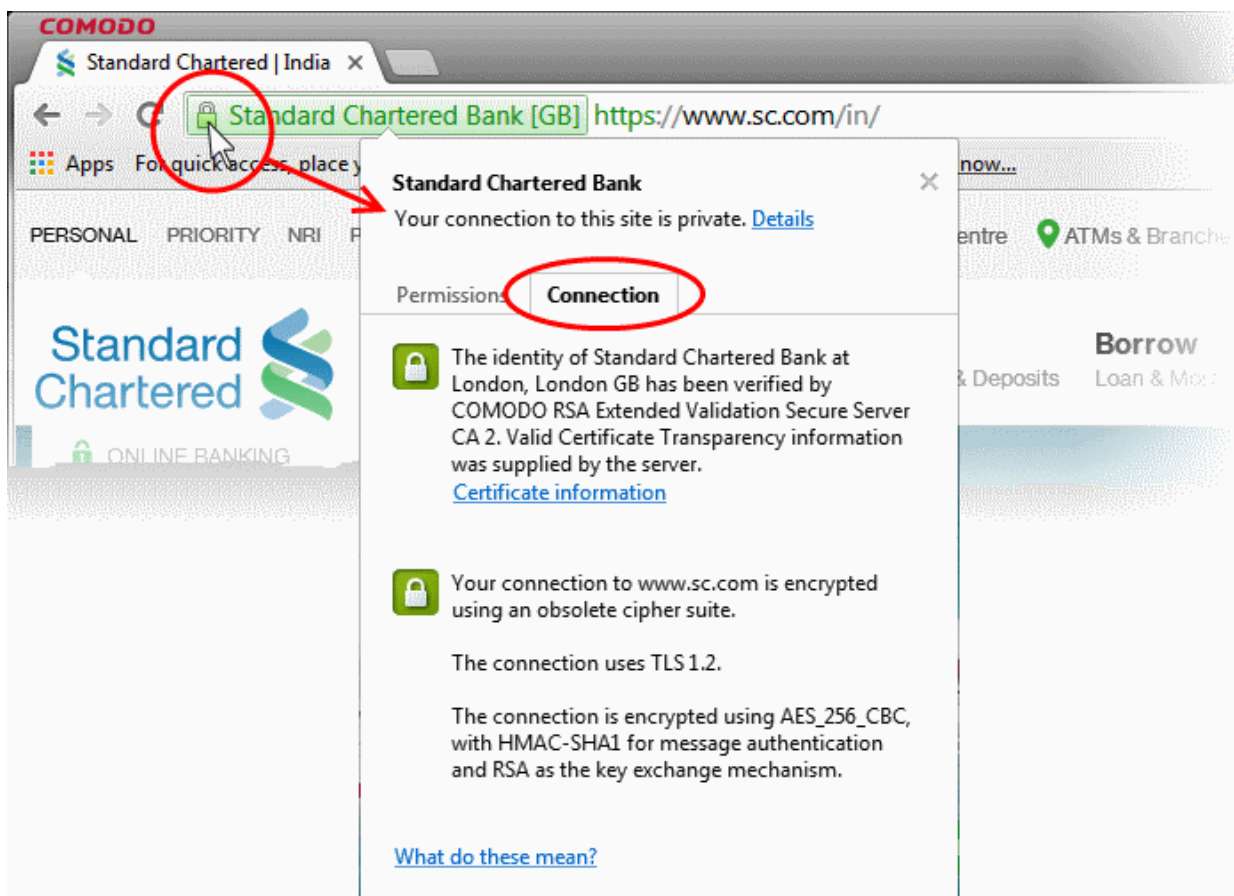 COMODO
Standard Chartered | India
Standard Chartered Bank [GB] https://www.sc.com/in/
Apps For quick access, place y
now...
Standard Chartered Bank
Your connection to this site is private. Details
PERSONAL PRIORITY NRI P
entre ATMs & Branche
Permissions Connection
Standard
Chartered
The identity of Standard Chartered Bank at
London, London GB has been verified by
COMODO RSA Extended Validation Secure Server
CA 2. Valid Certificate Transparency information
was supplied by the server.
Certificate information
Borrow
& Deposits Loan &
ONLINE BANKING
Your connection to www.sc.com is encrypted
using an obsolete cipher suite.
The connection uses TLS 1.2.
The connection is encrypted using AES_256_CBC,
with HMAC-SHA1 for message authentication
and RSA as the key exchange mechanism.
What do these mean?